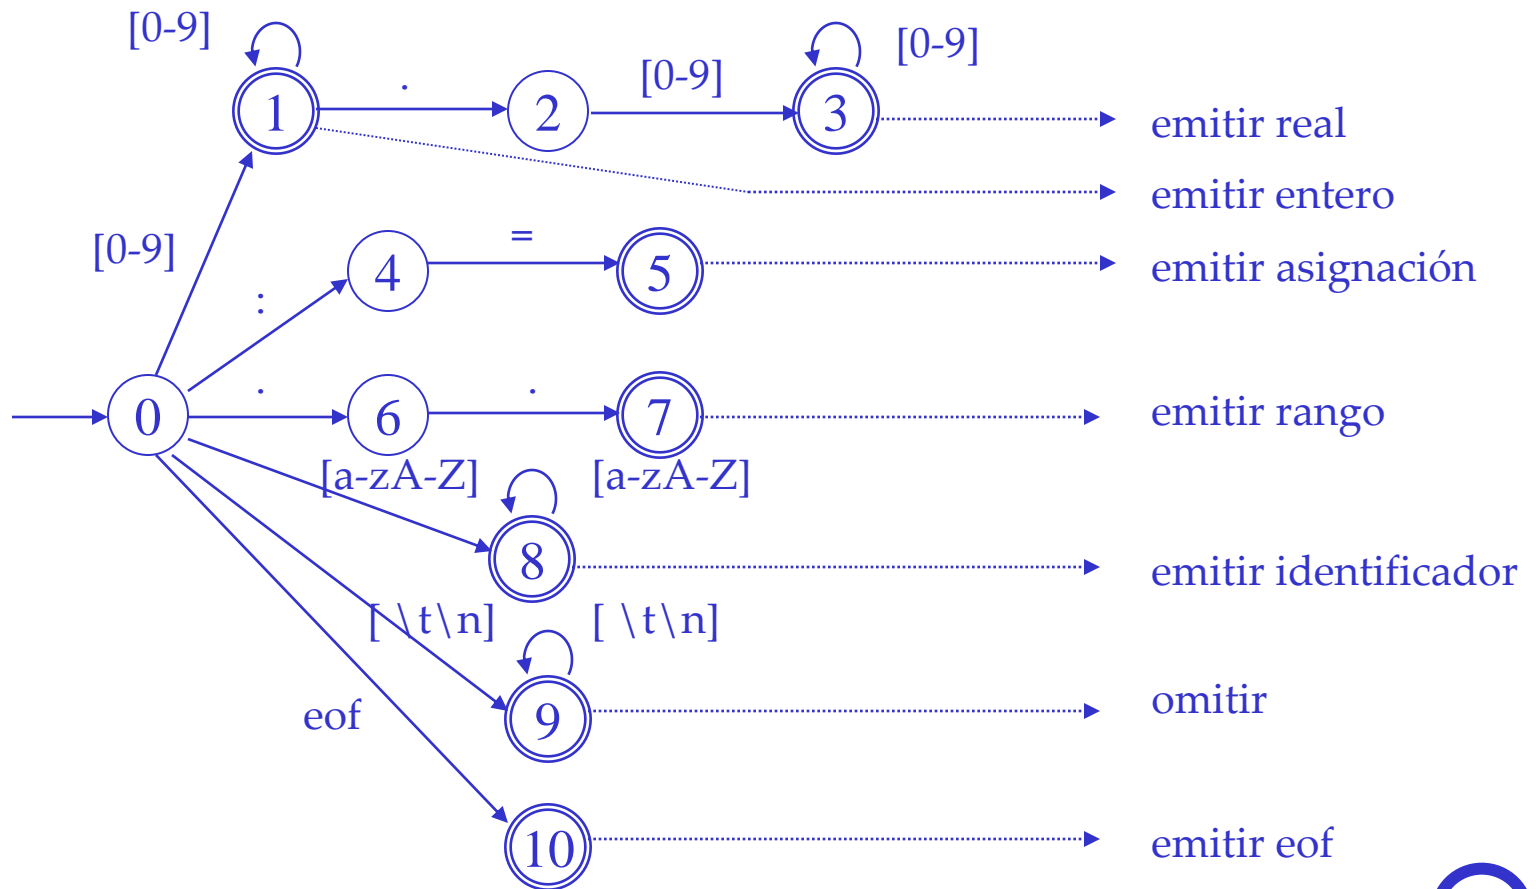 [0-9]
[0-9]
[0-9]
.
1
2
3
emitir real
emitir entero
[0-9]
=
:
4
5
emitir asignación
.
.
0
6
7
emitir rango
[a-zA-Z]
[a-zA-Z]
8
emitir identificador
[ \t\n]
[ \t\n]
eof
9
omitir
10
emitir eof